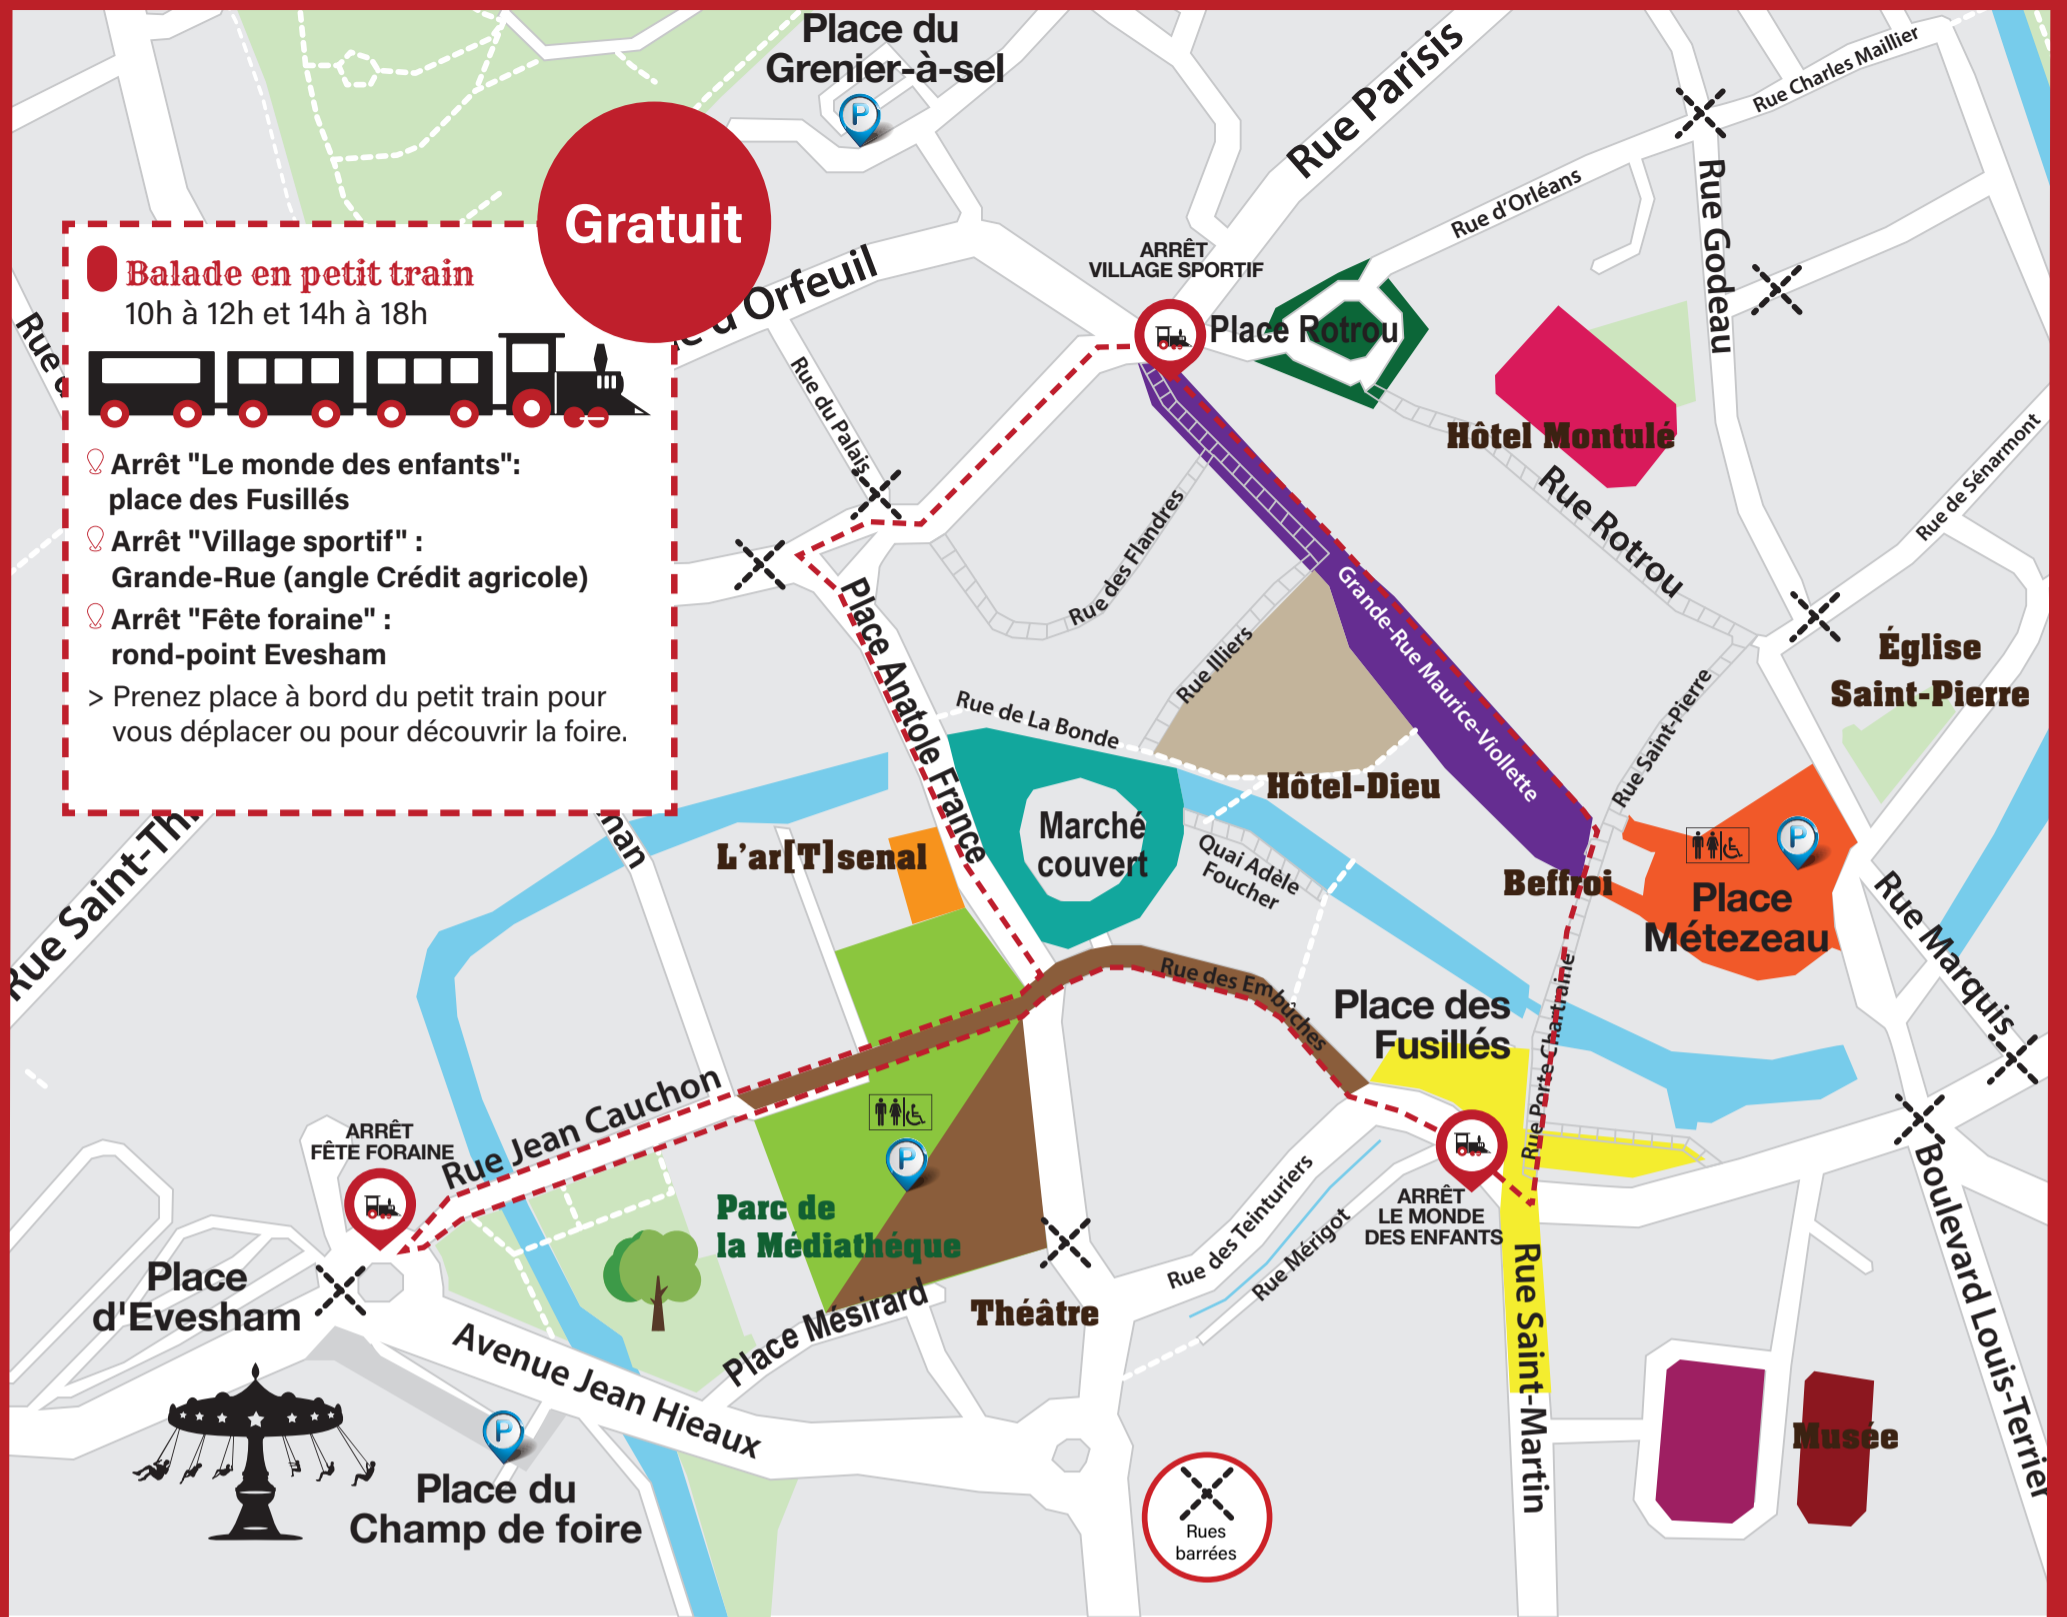 Place du
Grenier-à-sel
P
Rue Parisis
Rue Charles Maillier
Rue d'Orléans
Rue Godeau
Gratuit
d'Orfeuil
ARRÊT
VILLAGE SPORTIF
Place Rotrou
Balade en petit train
10h à 12h et 14h à 18h
Arrêt "Le monde des enfants":
place des Fusillés
Arrêt "Village sportif" :
Grande-Rue (angle Crédit agricole)
Arrêt "Fête foraine" :
rond-point Evesham
> Prenez place à bord du petit train pour
vous déplacer ou pour découvrir la foire.
Rue
Rue du Palais
Hôtel Montulé
Rue Rotrou
Rue de Sénarmont
Rue des Flandres
Place Anatole France
Rue Illiers
Grande-Rue Maurice-Viollette
Rue de La Bonde
Rue Saint-Pierre
Église
Saint-Pierre
Hôtel-Dieu
Marché
couvert
L'ar[T]senal
Quai Adèle
Foucher
Beffroi
P
Place
Métezeau
Rue Marquis
Rue Saint-Th
Rue des Embûches
Place des
Fusillés
Rue Porte Chartraine
Rue Jean Cauchon
ARRÊT
FÊTE FORAINE
P
Parc de
la Médiathéque
ARRÊT
LE MONDE
DES ENFANTS
Rue des Teinturiers
Rue Mérigot
Place
d'Evesham
Place Mésirard
Théâtre
Avenue Jean Hieaux
Rue Saint-Martin
Boulevard Louis-Terrier
P
Place du
Champ de foire
Musée
Rues
barrées